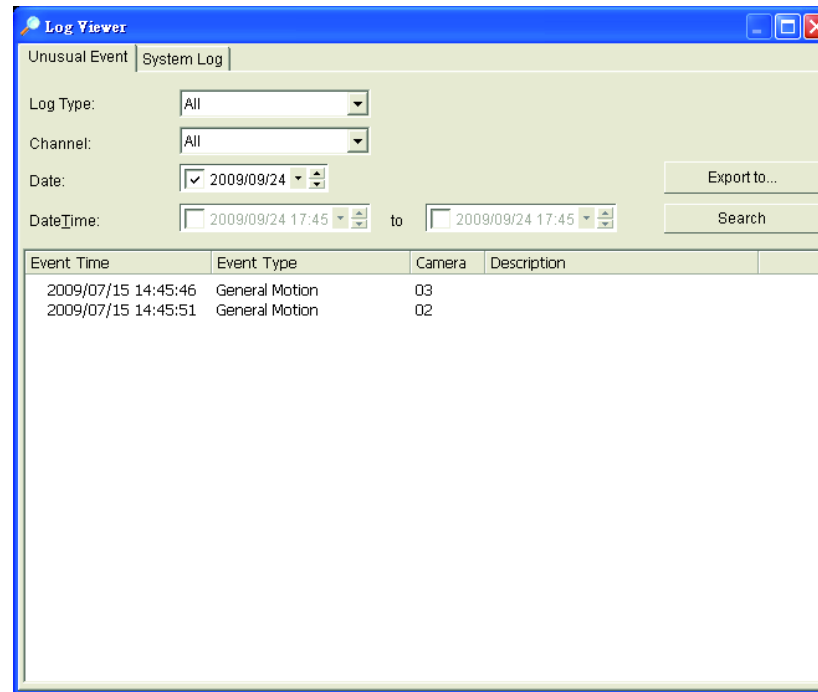 Log Viewer
Unusual Event System Log
Log Type: All
Channel: All
Date: 2009/09/24 Export to...
DateTime: 2009/09/24 17:45 to 2009/09/24 17:45 Search
Event Time Event Type Camera Description
2009/07/15 14:45:46 General Motion 03
2009/07/15 14:45:51 General Motion 02